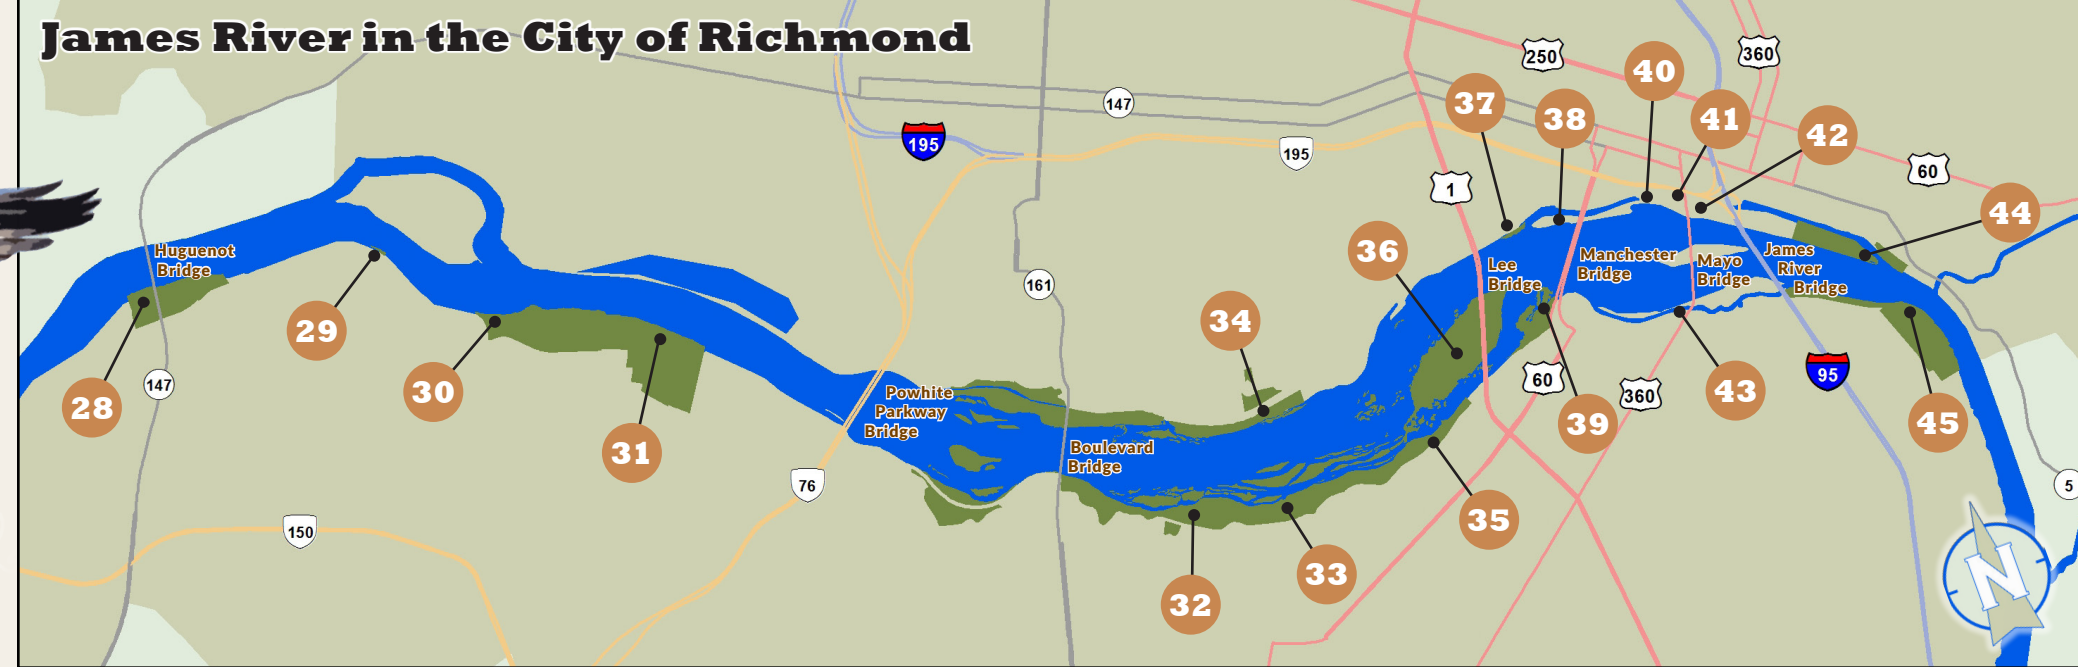 James River in the City of Richmond
250
360
40
37
38
41
42
147
195
195
1
60
44
Huguenot
Bridge
36
34
161
Lee
Bridge
Manchester
Bridge
Mayo
Bridge
James
River
Bridge
28
147
29
30
31
Powhite
Parkway
Bridge
Boulevard
Bridge
60
360
39
43
95
45
76
150
35
33
32
5
N